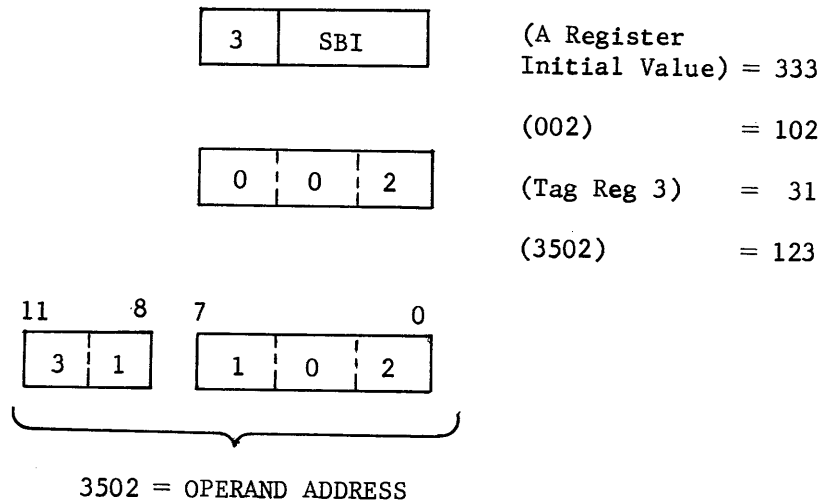 3 SBI
(A Register
Initial Value) = 333
(002) = 102
0 0 2
(Tag Reg 3) = 31
(3502) = 123
11 8 7 0
3 1 1 0 2
3502 = OPERAND ADDRESS